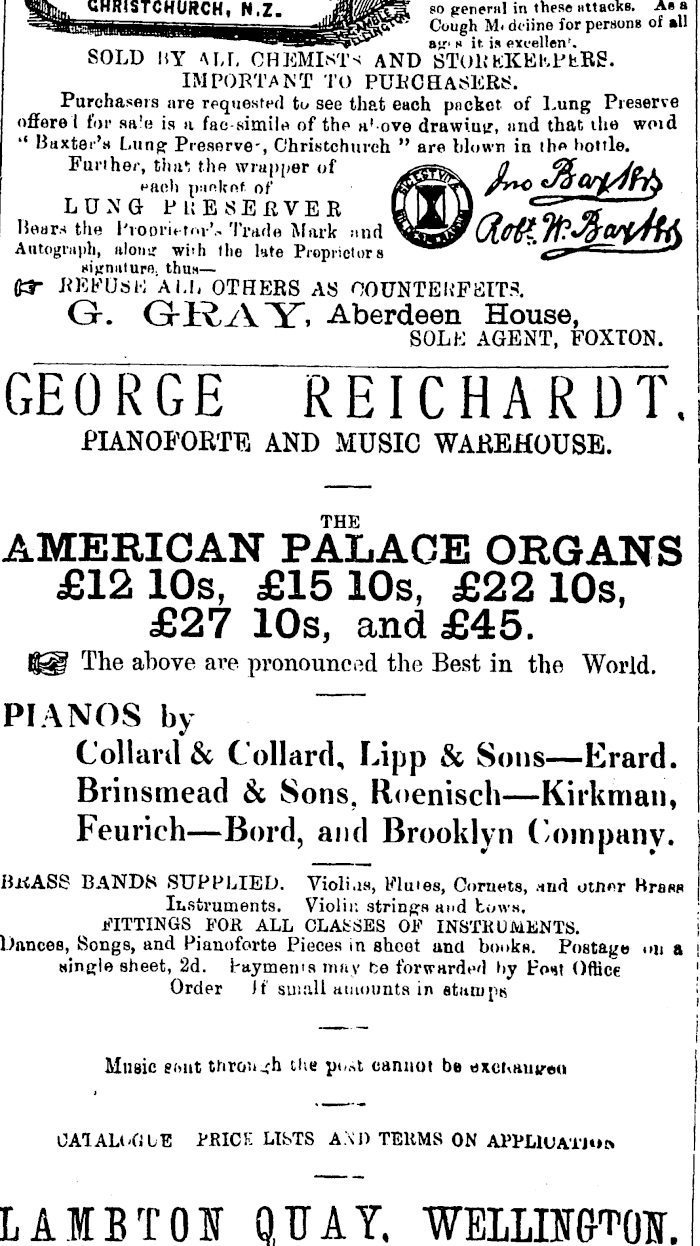 CHRISTCHURCH, N.Z.
WELLINGTON
so general in these attacks. As a
Cough Medeiine for persons of all
ages it is excellent.
SOLD BY ALL CHEMISTS AND STOREKEEPERS.
IMPORTANT TO PURCHASERS.
Purchasers are requested to see that each packet of Lung Preserve
offered for sale is a fac-simile of the above drawing, and that the word
“ Baxter's Lung Preserver, Christchurch ” are blown in the bottle.
Further, that the wrapper of
each packet of
LUNG PRESERVER
Bears the Proprietor's Trade Mark and
Autograph, along with the late Proprietors
signature, thus—
Jno Baxter
Robt. W. Baxter
REFUSE ALL OTHERS AS COUNTERFEITS.
G. GRAY, Aberdeen House,
SOLE AGENT, FOXTON.
GEORGE REICHARDT.
PIANOFORTE AND MUSIC WAREHOUSE.
THE
AMERICAN PALACE ORGANS
£12 10s, £15 10s, £22 10s,
£27 10s, and £45.
The above are pronounced the Best in the World.
PIANOS by
Collard & Collard, Lipp & Sons—Erard.
Brinsmead & Sons, Roenisch—Kirkman,
Feurich—Bord, and Brooklyn Company.
BRASS BANDS SUPPLIED. Violins, Flutes, Cornets, and other Brass
Instruments. Violin strings and bows.
FITTINGS FOR ALL CLASSES OF INSTRUMENTS.
Dances, Songs, and Pianoforte Pieces in sheet and books. Postage on a
single sheet, 2d. Payments may be forwarded by Post Office
Order If small amounts in stamps
Music sent through the post cannot be exchanged
CATALOGUE PRICE LISTS AND TERMS ON APPLICATION
LAMBTON QUAY, WELLINGTON.